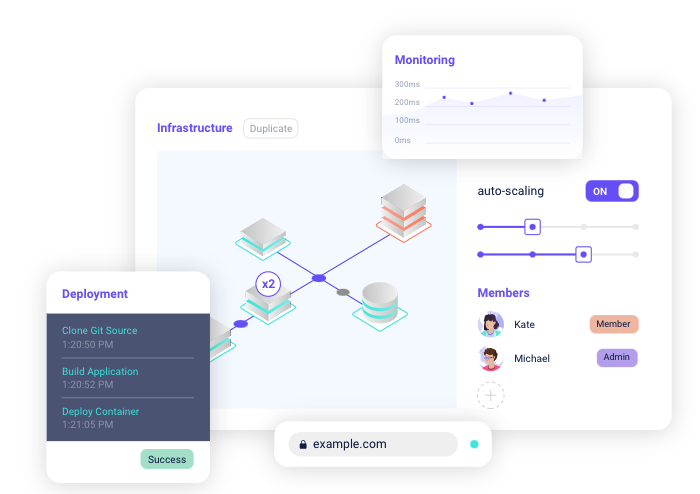 Monitoring
300ms
200ms
100ms
0ms
Infrastructure
Duplicate
auto-scaling
ON
x2
Members
Kate
Member
Michael
Admin
Deployment
Clone Git Source
1:20:50 PM
Build Application
1:20:52 PM
Deploy Container
1:21:05 PM
Success
example.com